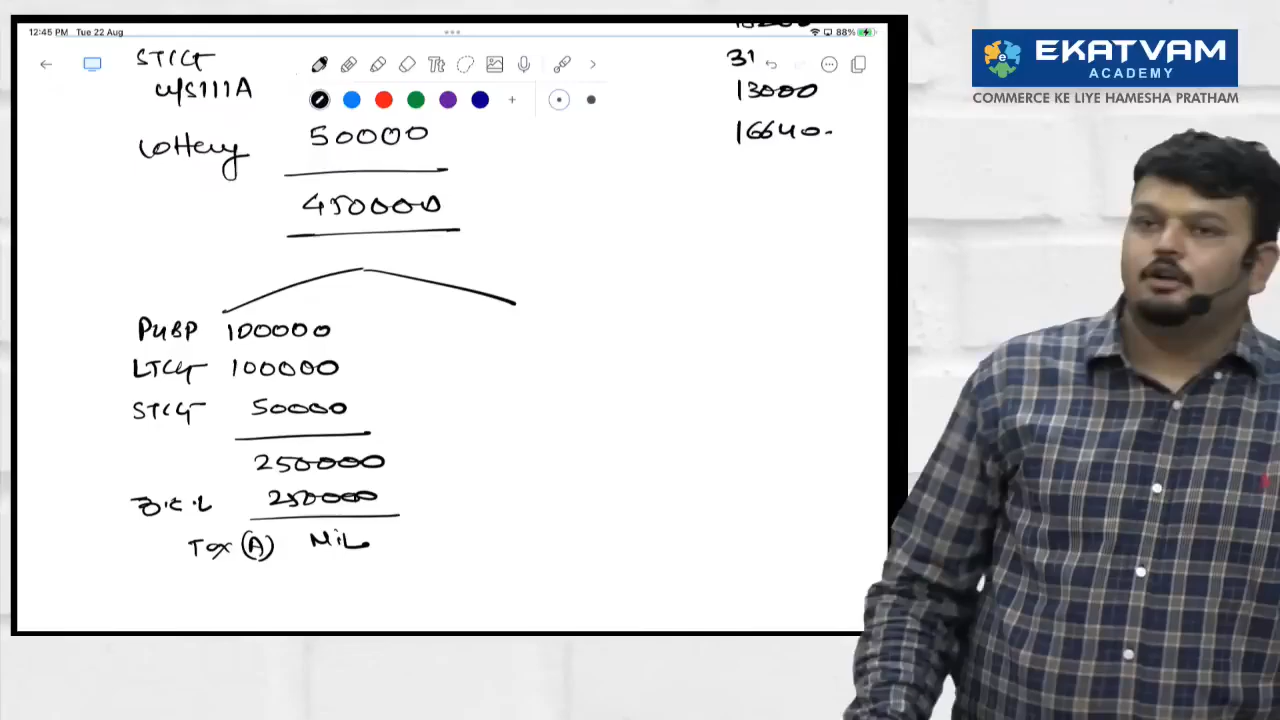 12:45 PM Tue 22 Aug
88%
STCG
u/s111A
Lottery 50000
450000
31
13000
16640-
PGBP 100000
LTCG 100000
STCG 50000
250000
B.E.L 250000
Tax (A) NiL
EKATVAM
ACADEMY
COMMERCE KE LIYE HAMESHA PRATHAM